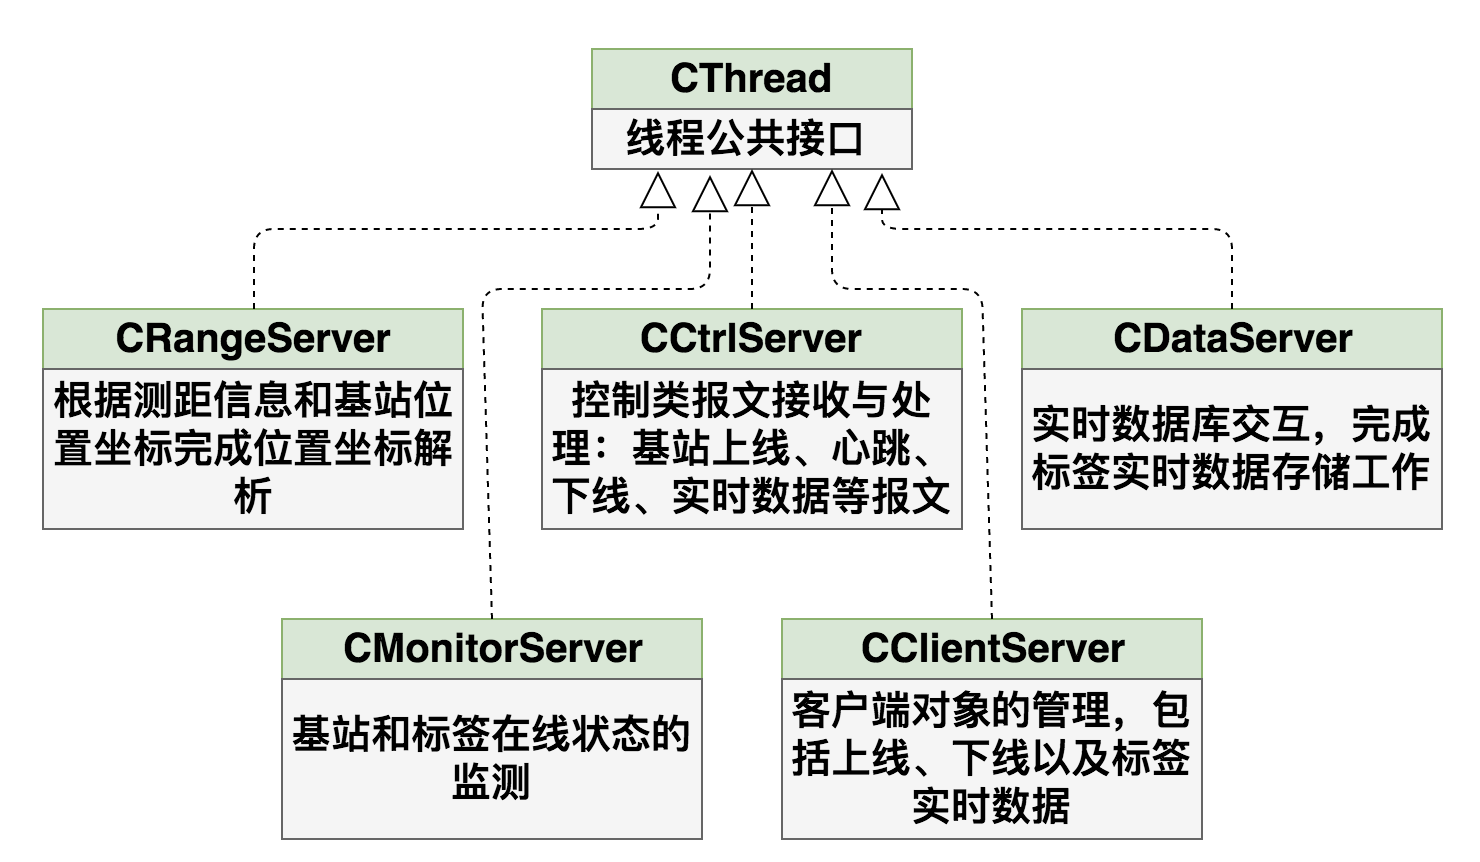 CThread
线程公共接口
CRangeServer
根据测距信息和基站位
置坐标完成位置坐标解
析
CCtrlServer
控制类报文接收与处
理：基站上线、心跳、
下线、实时数据等报文
CDataServer
实时数据库交互，完成
标签实时数据存储工作
CMonitorServer
基站和标签在线状态的
监测
CClientServer
客户端对象的管理，包
括上线、下线以及标签
实时数据